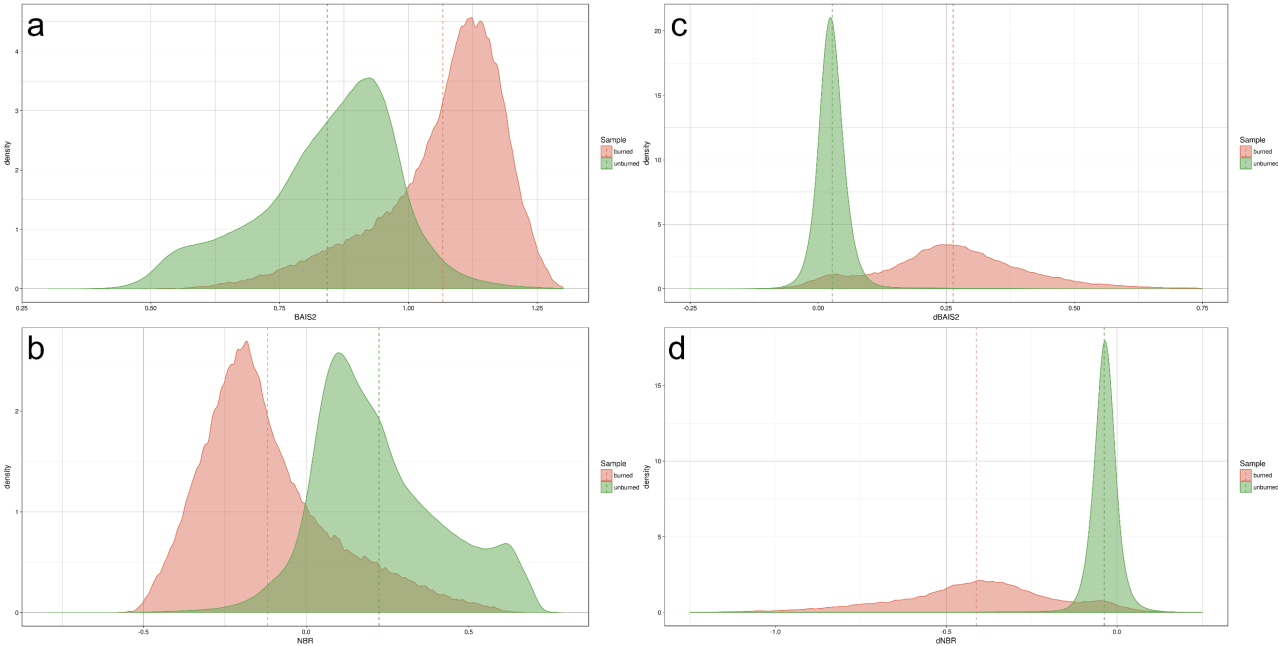 a
density
4
3
2
1
0
0.25
0.50
0.75
1.00
1.25
BAIS2
Sample
burned
unburned
c
density
20
15
10
5
0
-0.25
0.00
0.25
0.50
0.75
dBAIS2
Sample
burned
unburned
b
density
2
1
0
-0.5
0.0
0.5
NBR
Sample
burned
unburned
d
density
15
10
5
0
-1.0
-0.5
0.0
dNBR
Sample
burned
unburned